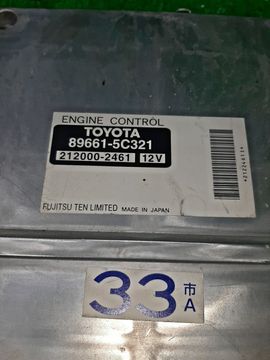 ENGINE CONTROL
TOYOTA
89661-5C321
212000-2461 12V
FUJITSU TEN LIMITED MADE IN JAPAN
33 市 A